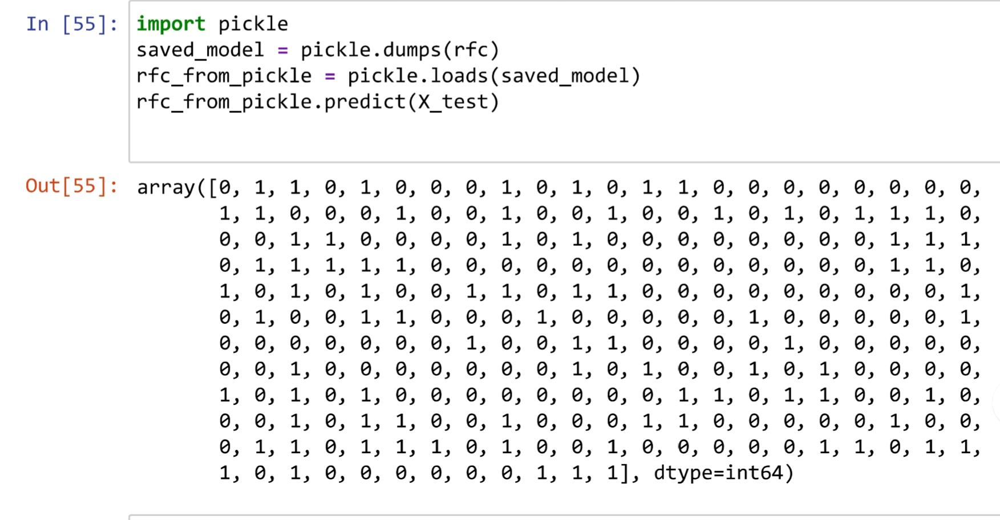 In [55]: import pickle
saved_model = pickle.dumps(rfc)
rfc_from_pickle = pickle.loads(saved_model)
rfc_from_pickle.predict(X_test)
Out[55]: array([0, 1, 1, 0, 1, 0, 0, 0, 1, 0, 1, 0, 1, 1, 0, 0, 0, 0, 0, 0, 0, 0,
1, 1, 0, 0, 0, 1, 0, 0, 1, 0, 0, 1, 0, 0, 1, 0, 1, 0, 1, 1, 1, 0,
0, 0, 1, 1, 0, 0, 0, 0, 1, 0, 1, 0, 0, 0, 0, 0, 0, 0, 0, 1, 1, 1,
0, 1, 1, 1, 1, 1, 0, 0, 0, 0, 0, 0, 0, 0, 0, 0, 0, 0, 0, 1, 1, 0,
1, 0, 1, 0, 1, 0, 0, 1, 1, 0, 1, 1, 0, 0, 0, 0, 0, 0, 0, 0, 0, 1,
0, 1, 0, 0, 1, 1, 0, 0, 0, 1, 0, 0, 0, 0, 0, 1, 0, 0, 0, 0, 0, 1,
0, 0, 0, 0, 0, 0, 0, 1, 0, 0, 1, 1, 0, 0, 0, 0, 1, 0, 0, 0, 0, 0,
0, 0, 1, 0, 0, 0, 0, 0, 0, 0, 1, 0, 1, 0, 0, 1, 0, 1, 0, 0, 0, 0,
1, 0, 1, 0, 1, 0, 0, 0, 0, 0, 0, 0, 0, 1, 1, 0, 1, 1, 0, 0, 1, 0,
0, 0, 1, 0, 1, 1, 0, 0, 1, 0, 0, 0, 1, 1, 0, 0, 0, 0, 0, 1, 0, 0,
0, 1, 1, 0, 1, 1, 1, 0, 1, 0, 0, 1, 0, 0, 0, 0, 0, 1, 1, 0, 1, 1,
1, 0, 1, 0, 0, 0, 0, 0, 0, 1, 1, 1], dtype=int64)